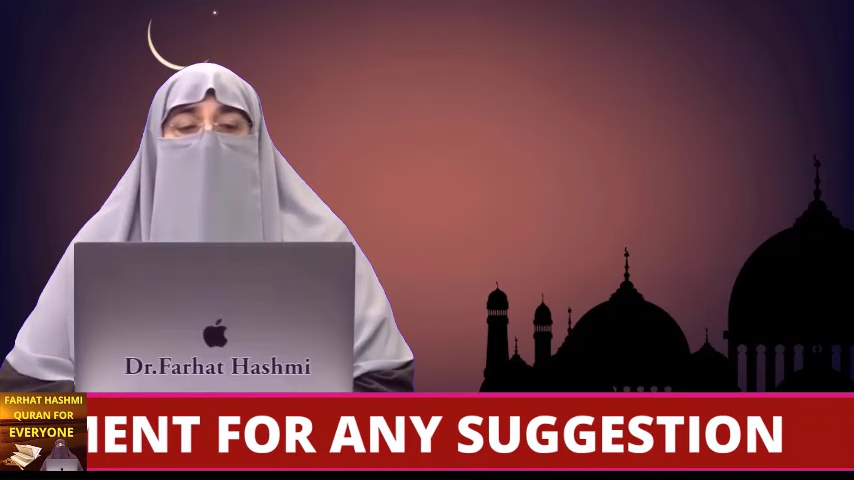 Dr.Farhat Hashmi
FARHAT HASHMI
QURAN FOR
EVERYONE
MENT FOR ANY SUGGESTION